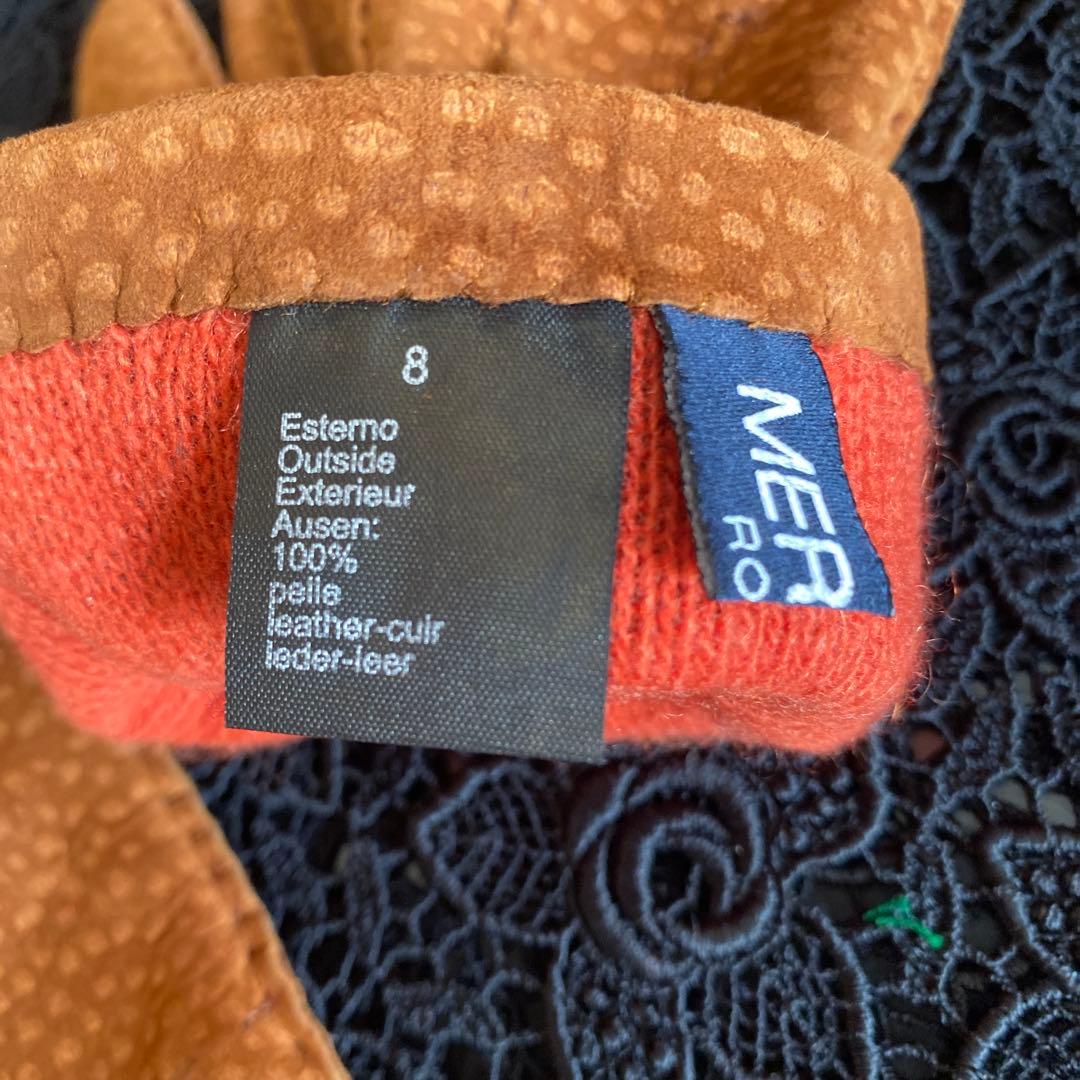 8
Esterno
Outside
Exterieur
Ausen:
100%
pelle
leather-cuir
leder-leer
MER
RO